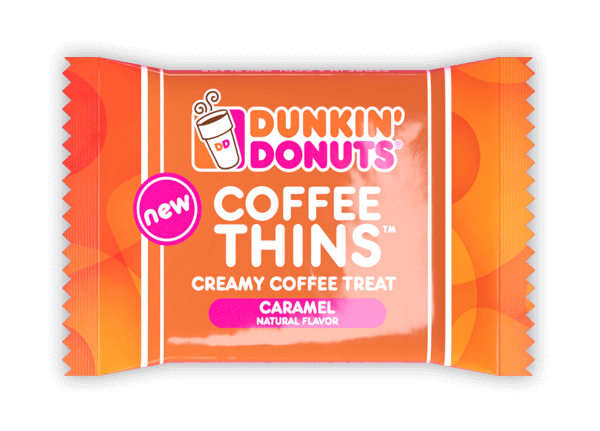 DD
DUNKIN'
DONUTS®
new
COFFEE
THINS™
CREAMY COFFEE TREAT
CARAMEL
NATURAL FLAVOR